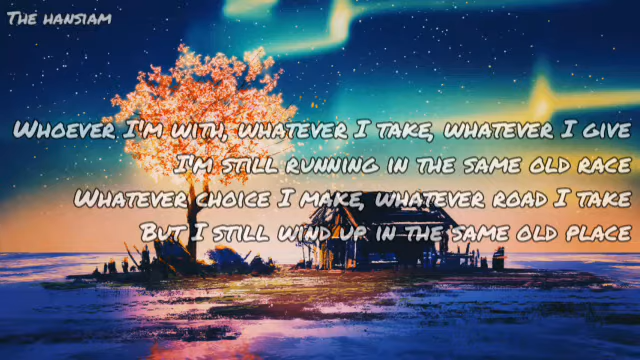 The hansiam
Whoever I'm with, whatever I take, whatever I give
I'm still running in the same old race
Whatever choice I make, whatever road I take
But I still wind up in the same old place